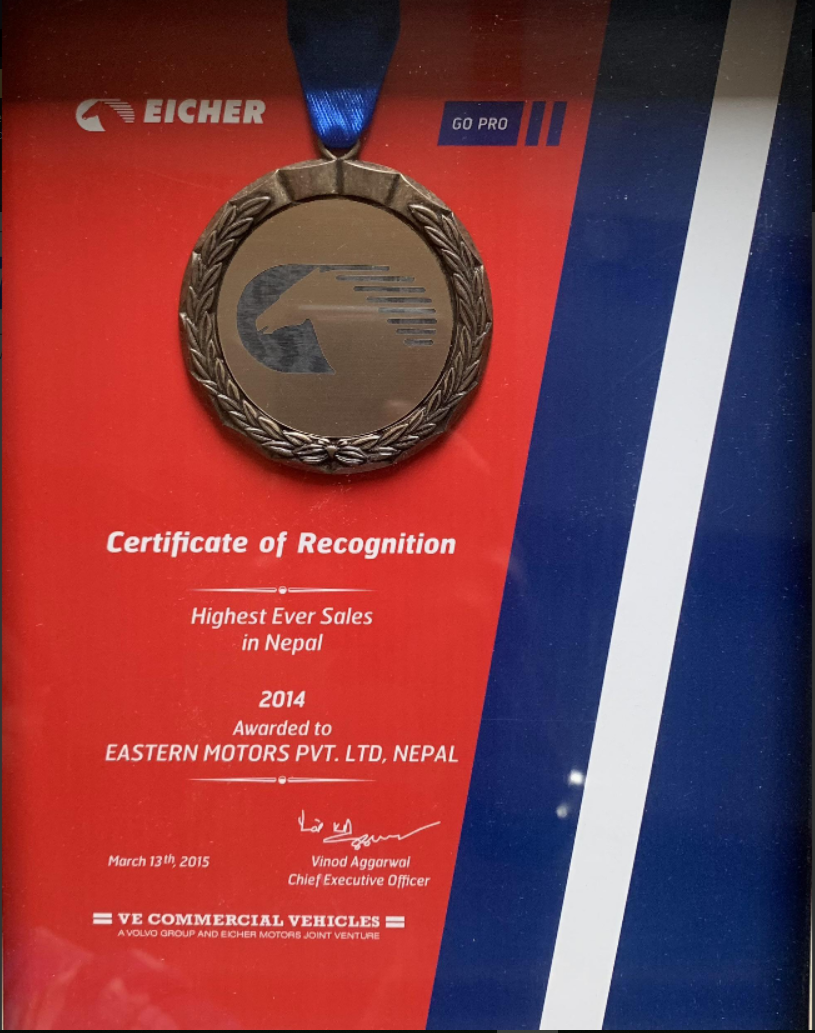 EICHER
GO PRO
Certificate of Recognition
Highest Ever Sales
in Nepal
2014
Awarded to
EASTERN MOTORS PVT. LTD, NEPAL
March 13th, 2015
Vinod Aggarwal
Chief Executive Officer
VE COMMERCIAL VEHICLES
A VOLVO GROUP AND EICHER MOTORS JOINT VENTURE